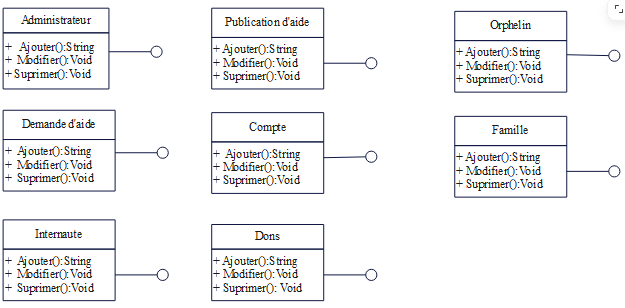 Administrateur
+ Ajouter():String
+ Modifier():Void
+Suprimer():Void
Publication d'aide
+ Ajouter():String
+ Modifier():Void
+ Suprimer():Void
Orphelin
+ Ajouter():String
+ Modifier():Void
+ Suprimer():Void
Demande d'aide
+ Ajouter():String
+ Modifier():Void
+ Suprimer():Void
Compte
+ Ajouter():String
+ Modifier():Void
+ Suprimer():Void
Famille
+ Ajouter():String
+ Modifier():Void
+ Suprimer():Void
Internaute
+ Ajouter():String
+ Modifier():Void
+ Suprimer():Void
Dons
+ Ajouter():String
+ Modifier():Void
+ Suprimer(): Void